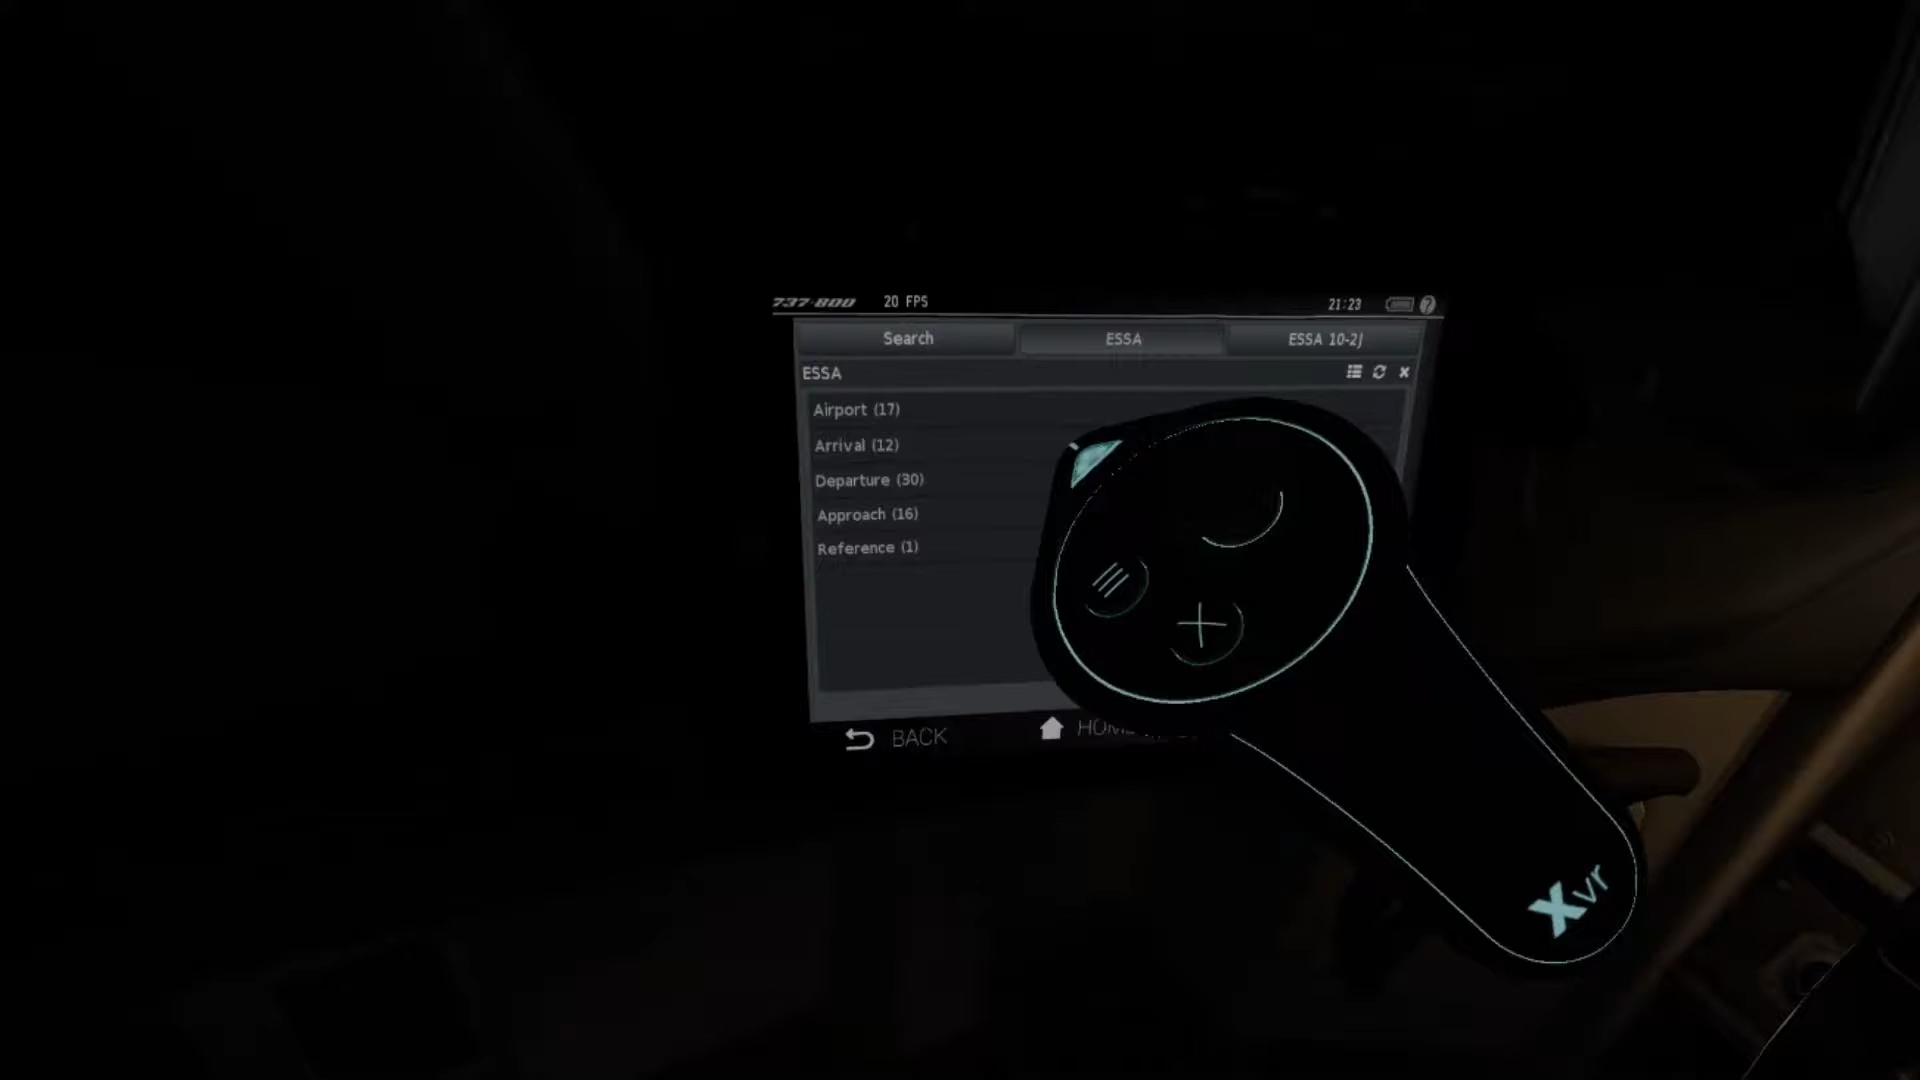 737-800 20 FPS 21:23 ?
Search ESSA ESSA 10-2J
ESSA
Airport (17)
Arrival (12)
Departure (30)
Approach (16)
Reference (1)
BACK
Xvr